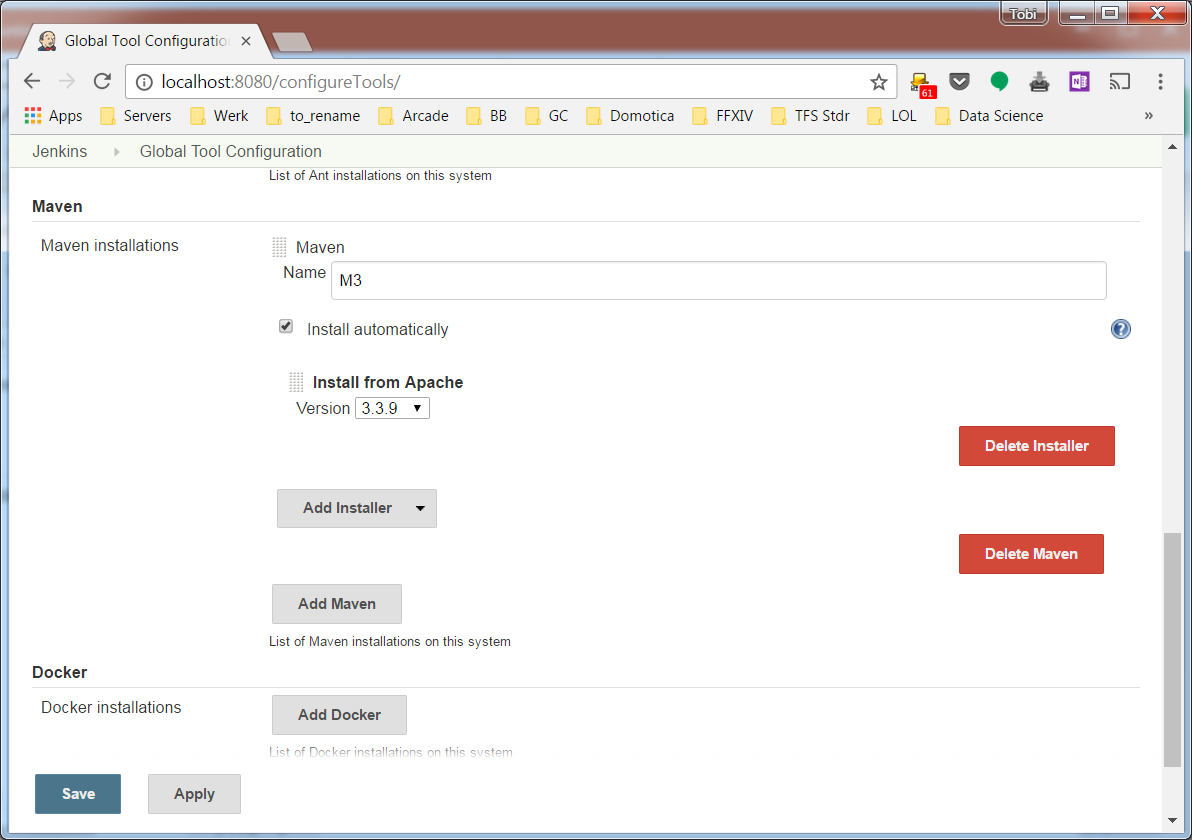 Tobi
Global Tool Configuratio
localhost:8080/configureTools/
61
N
Apps Servers Werk to_rename Arcade BB GC Domotica FFXIV TFS Stdr LOL Data Science »
Jenkins Global Tool Configuration
List of Ant installations on this system
Maven
Maven installations
Maven
Name M3
Install automatically
?
Install from Apache
Version 3.3.9
Delete Installer
Add Installer
Delete Maven
Add Maven
List of Maven installations on this system
Docker
Docker installations
Add Docker
List of Docker installations on this system
Save Apply